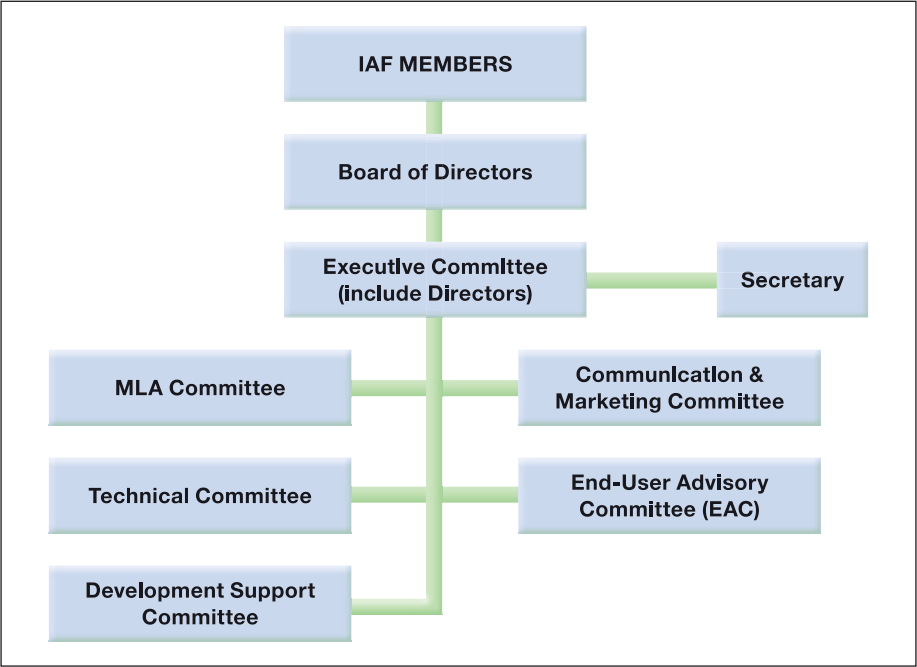 IAF MEMBERS
Board of Directors
Executive Committee
(include Directors)
Secretary
MLA Committee
Communication &
Marketing Committee
Technical Committee
End-User Advisory
Committee (EAC)
Development Support
Committee